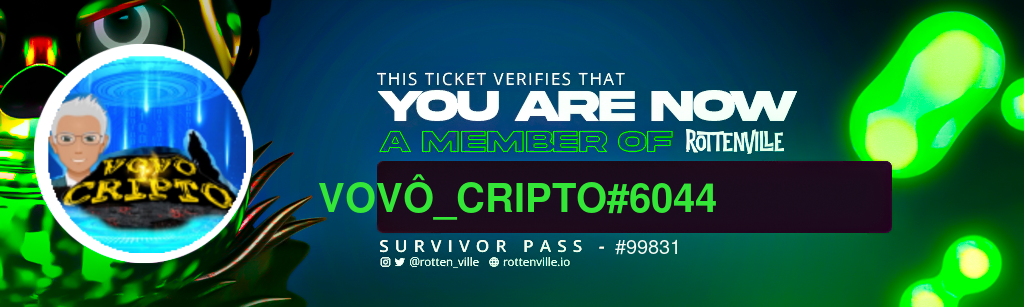 THIS TICKET VERIFIES THAT
YOU ARE NOW
A MEMBER OF ROTTENVILLE
VOVÔ
CRIPTO
VOVÔ_CRIPTO#6044
SURVIVOR PASS - #99831
@rotten_ville rottenville.io